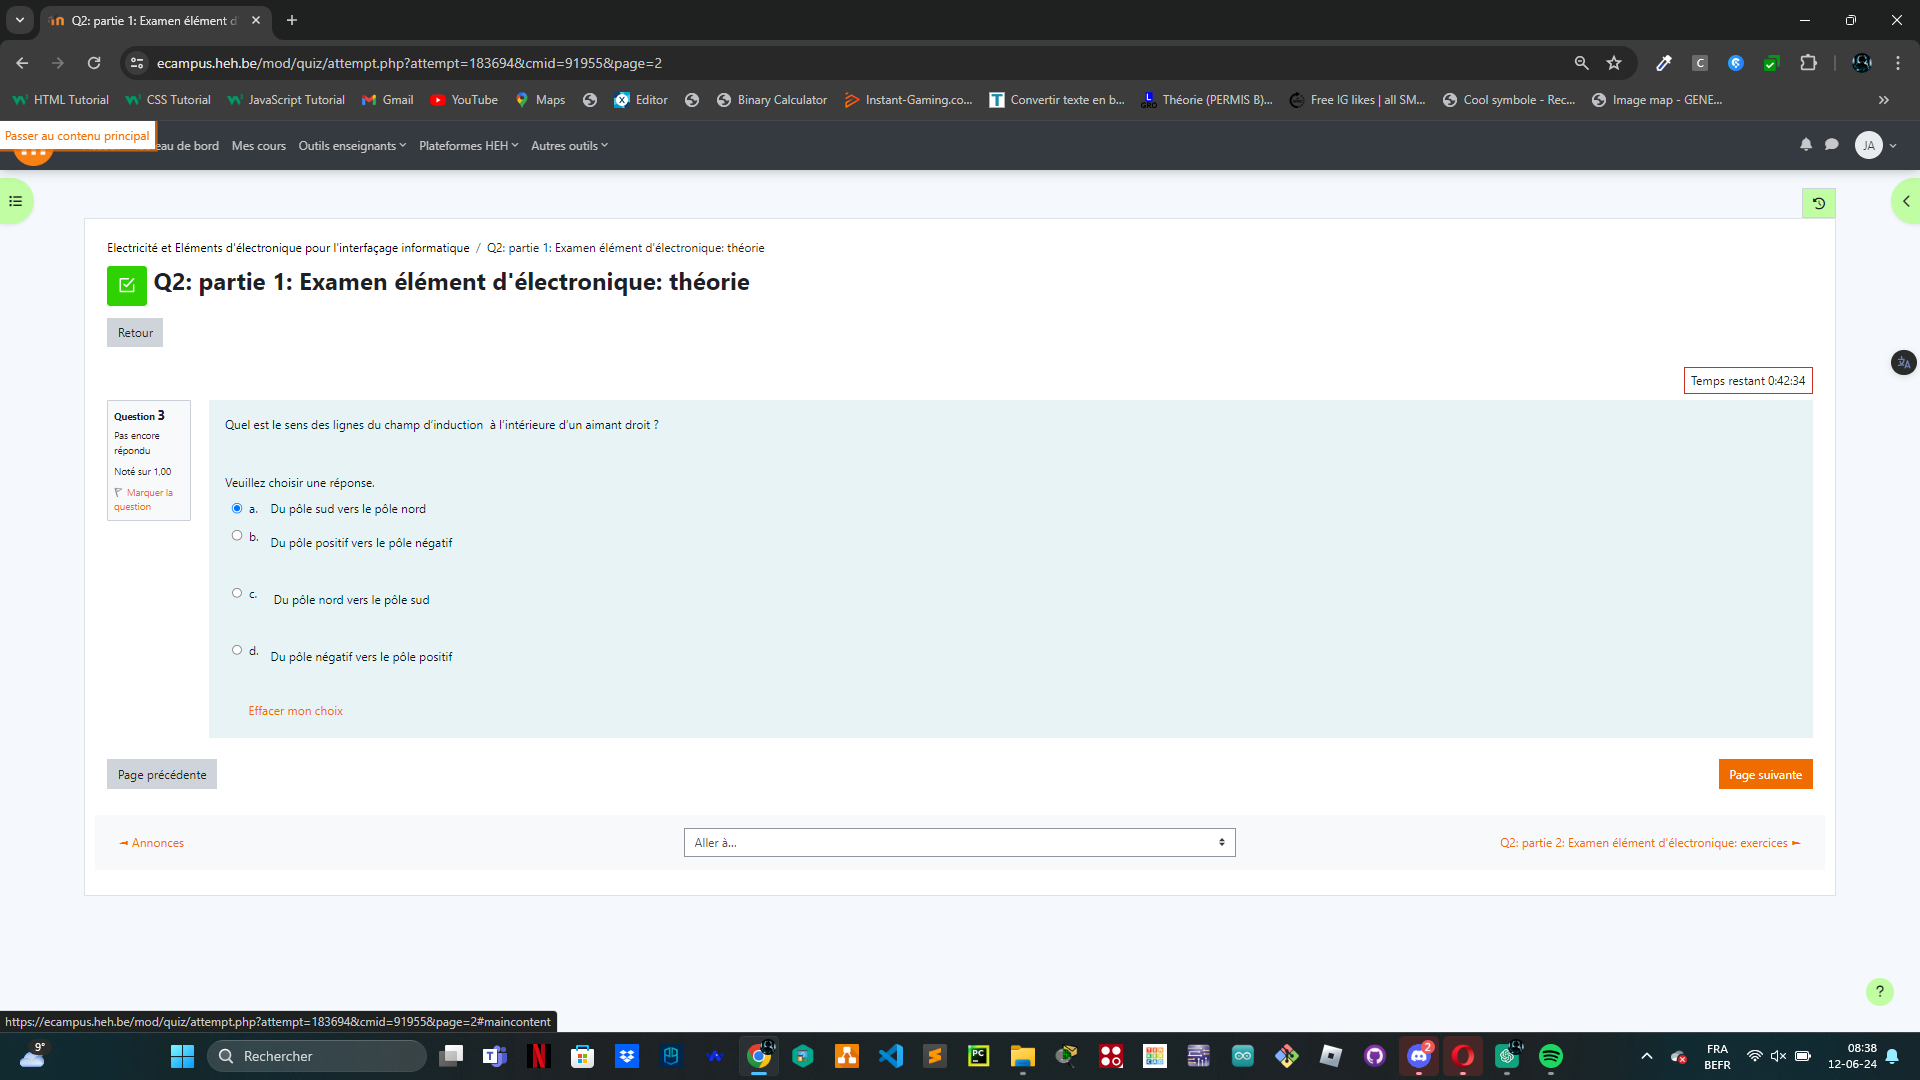 Q2: partie 1: Examen élément d'
ecampus.heh.be/mod/quiz/attempt.php?attempt=183694&cmid=91955&page=2
HTML Tutorial
CSS Tutorial
JavaScript Tutorial
Gmail
YouTube
Maps
Editor
Binary Calculator
Instant-Gaming.co...
Convertir texte en b...
Théorie (PERMIS B)...
Free IG likes | all SM...
Cool symbole - Rec...
Image map - GENE...
Passer au contenu principal
eau de bord
Mes cours
Outils enseignants
Plateformes HEH
Autres outils
JA
Electricité et Eléments d'électronique pour l'interfaçage informatique / Q2: partie 1: Examen élément d'électronique: théorie
Q2: partie 1: Examen élément d'électronique: théorie
Retour
Temps restant 0:42:34
Question 3
Pas encore
répondu
Noté sur 1,00
Marquer la
question
Quel est le sens des lignes du champ d'induction à l'intérieure d'un aimant droit ?
Veuillez choisir une réponse.
a. Du pôle sud vers le pôle nord
b. Du pôle positif vers le pôle négatif
c. Du pôle nord vers le pôle sud
d. Du pôle négatif vers le pôle positif
Effacer mon choix
Page précédente
Page suivante
◄ Annonces
Aller à...
Q2: partie 2: Examen élément d'électronique: exercices ►
?
https://ecampus.heh.be/mod/quiz/attempt.php?attempt=183694&cmid=91955&page=2#maincontent
9°
Rechercher
2
FRA
BEFR
08:38
12-06-24